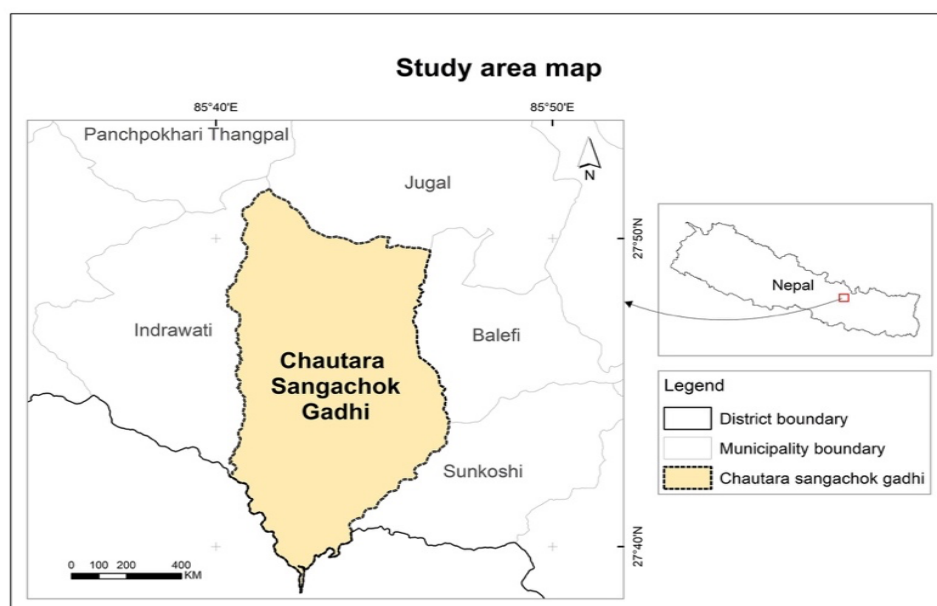 Study area map
85°40'E
85°50'E
Panchpokhari Thangpal
Jugal
N
27°50'N
Nepal
Indrawati
Balefi
Chautara
Sangachok
Gadhi
Legend
District boundary
Municipality boundary
Chautara sangachok gadhi
Sunkoshi
27°40'N
0 100 200 400
KM